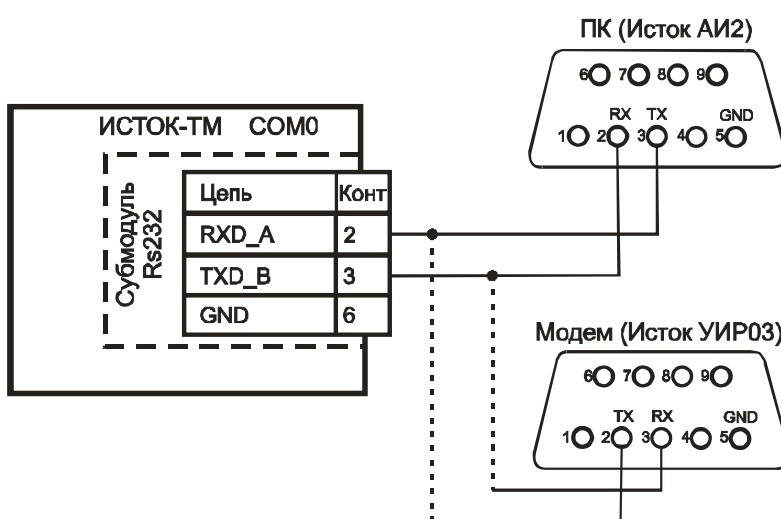 ПК (Исток АИ2)
6 7 8 9
RX TX GND
1 2 3 4 5
ИСТОК-ТМ COM0
Субмодуль
Rs232
Цепь Конт
RXD_A 2
TXD_B 3
GND 6
Модем (Исток УИР03)
6 7 8 9
TX RX GND
1 2 3 4 5